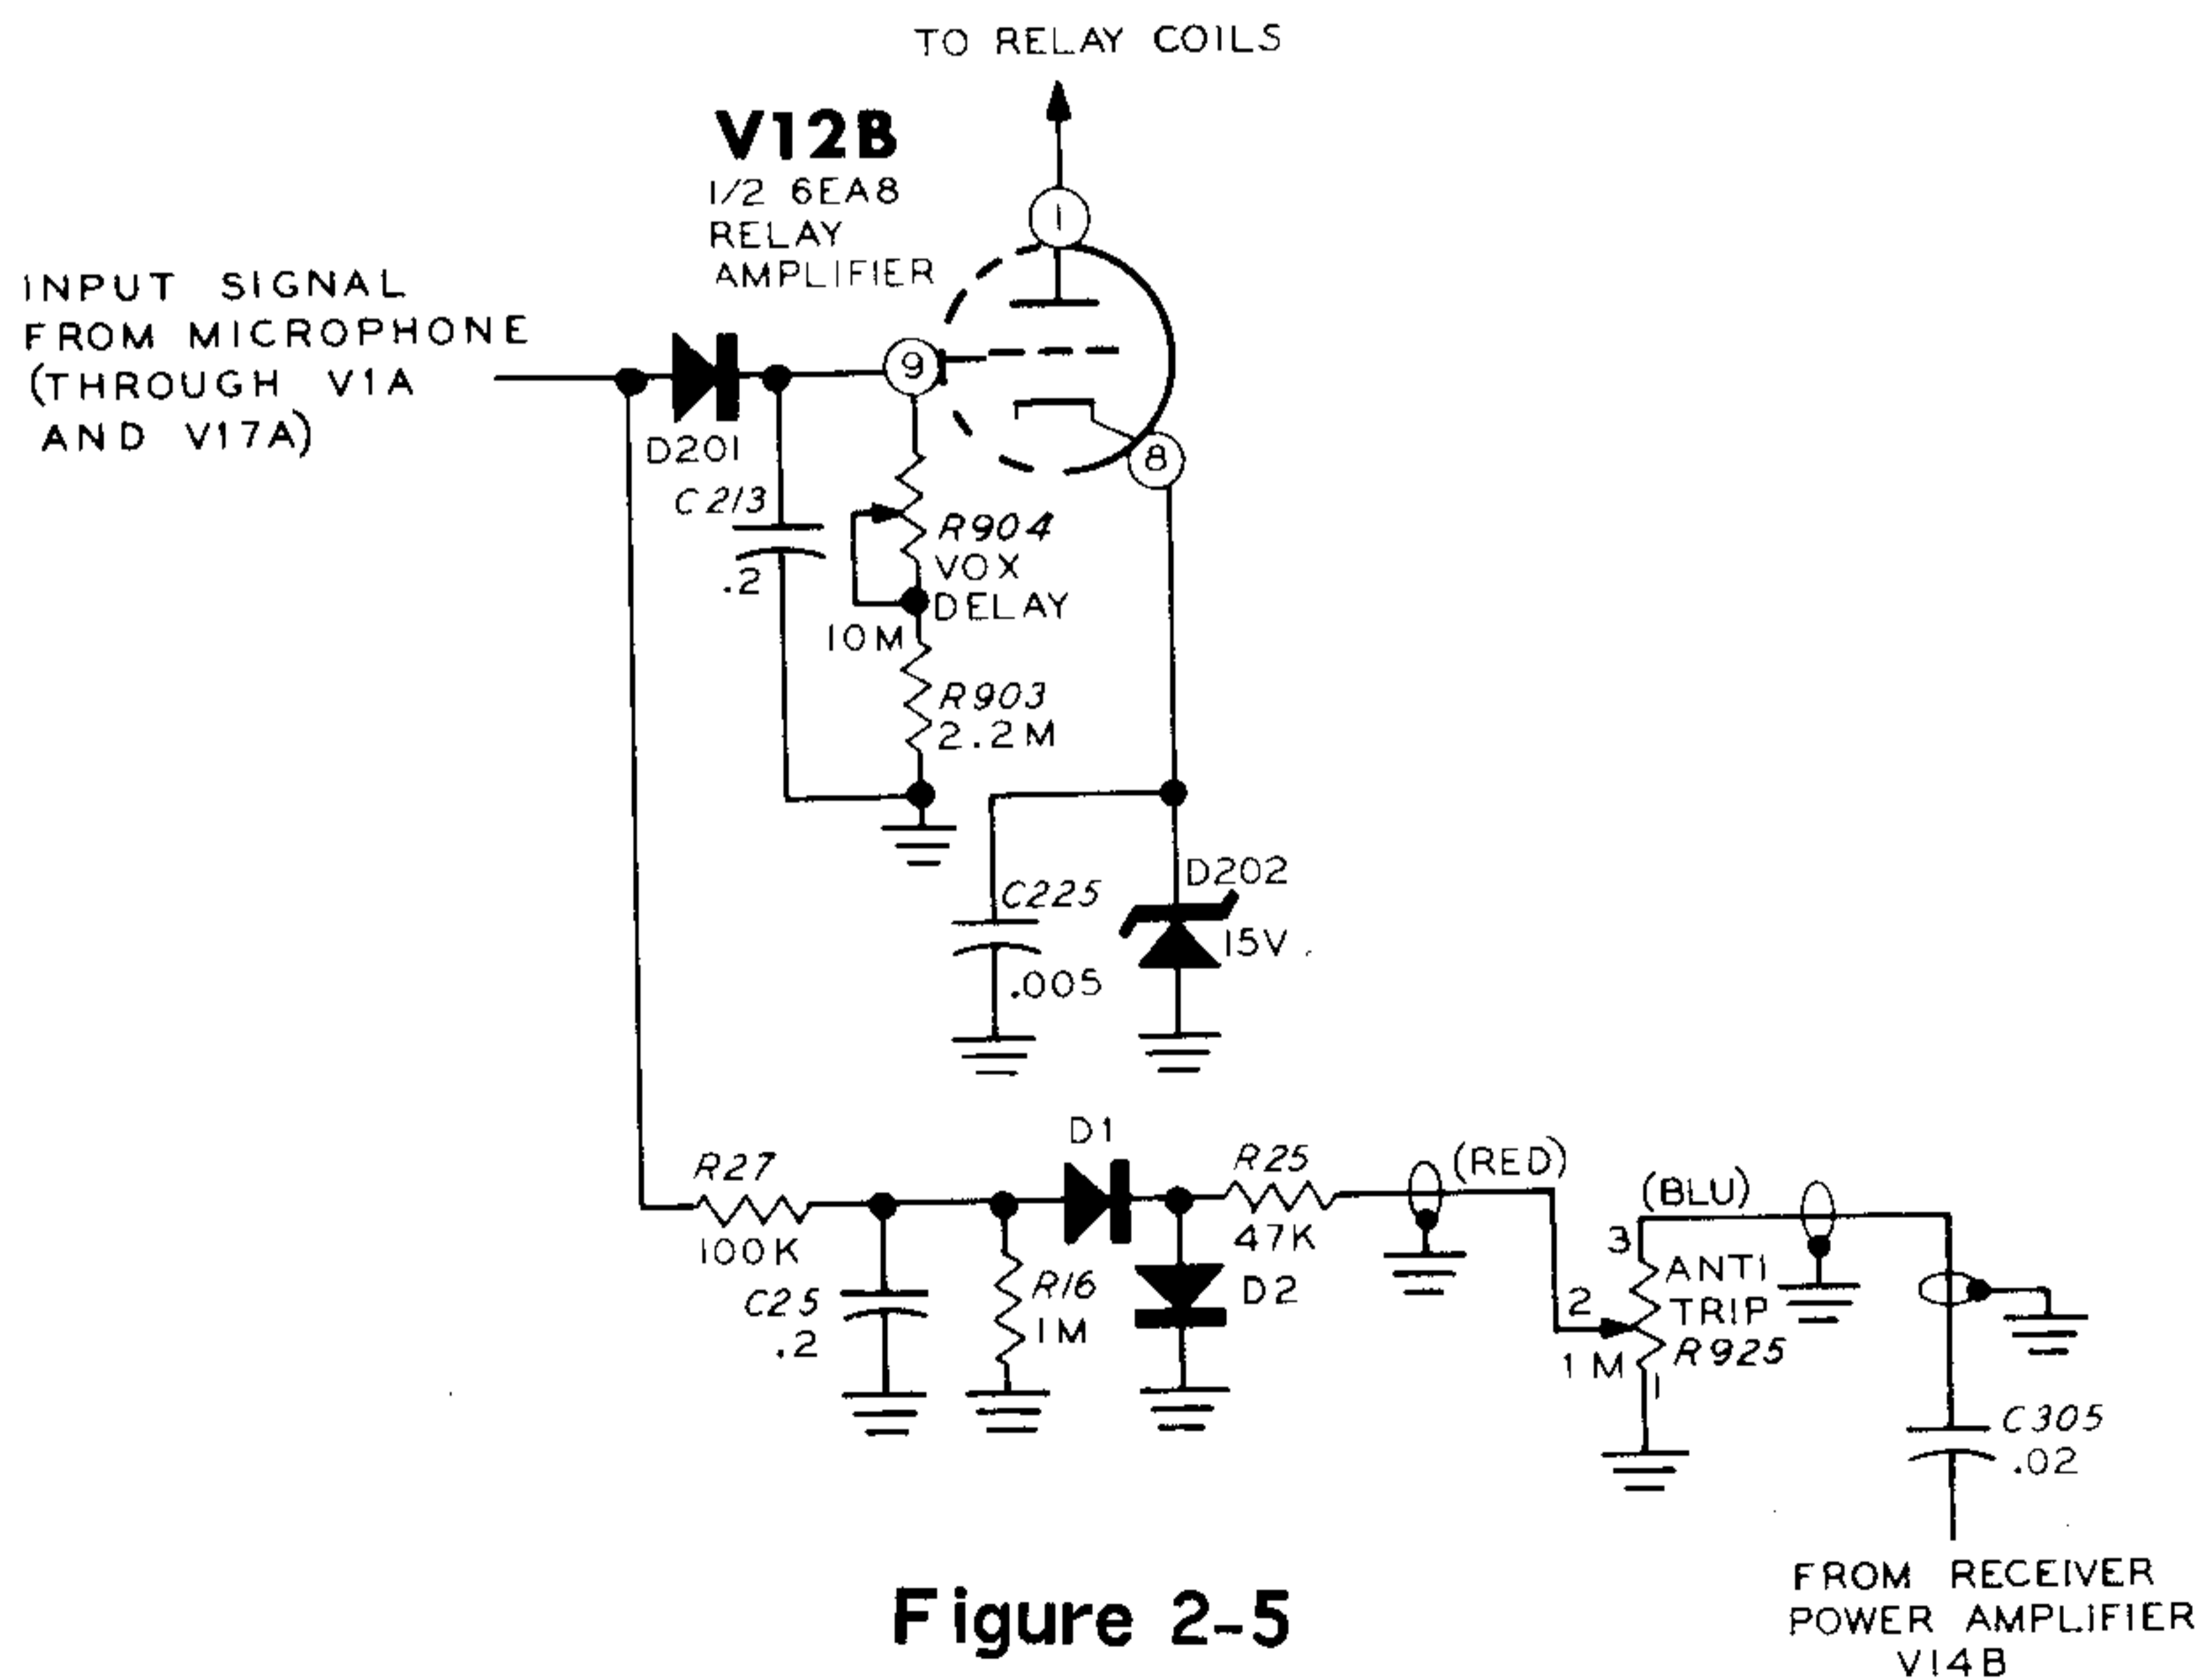 TO RELAY COILS
V12B
1/2 6EA8
RELAY
AMPLIFIER
1
INPUT SIGNAL
FROM MICROPHONE
(THROUGH V1A
AND V17A)
9
D201
8
C213
.2
R904
VOX
DELAY
10M
R903
2.2M
D202
15V
C225
.005
D1
R27
100K
R25
47K
(RED)
(BLU)
3
C25
.2
R16
1M
D2
2
ANTI
TRIP
R925
1M
1
C305
.02
FROM RECEIVER
POWER AMPLIFIER
V14B
Figure 2-5